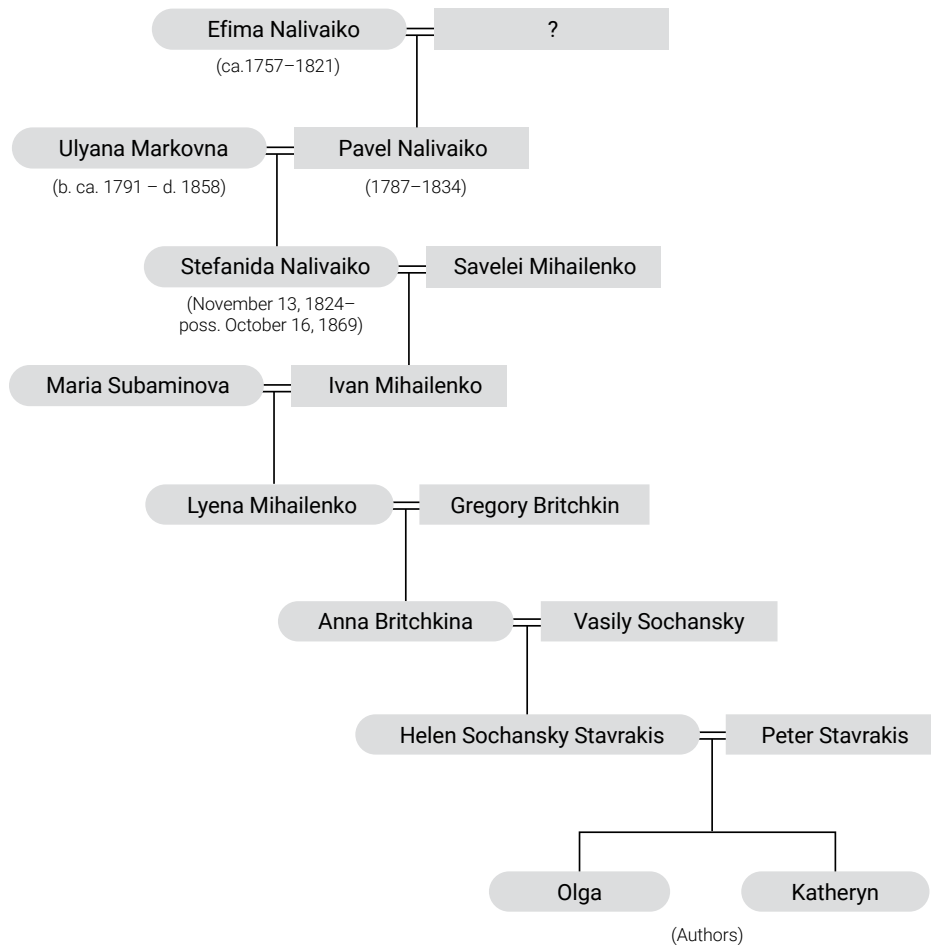 Efima Nalivaiko
?
(ca.1757–1821)
Ulyana Markovna
Pavel Nalivaiko
(b. ca. 1791 – d. 1858)
(1787–1834)
Stefanida Nalivaiko
Savelei Mihailenko
(November 13, 1824–
poss. October 16, 1869)
Maria Subaminova
Ivan Mihailenko
Lyena Mihailenko
Gregory Britchkin
Anna Britchkina
Vasily Sochansky
Helen Sochansky Stavrakis
Peter Stavrakis
Olga
Katheryn
(Authors)